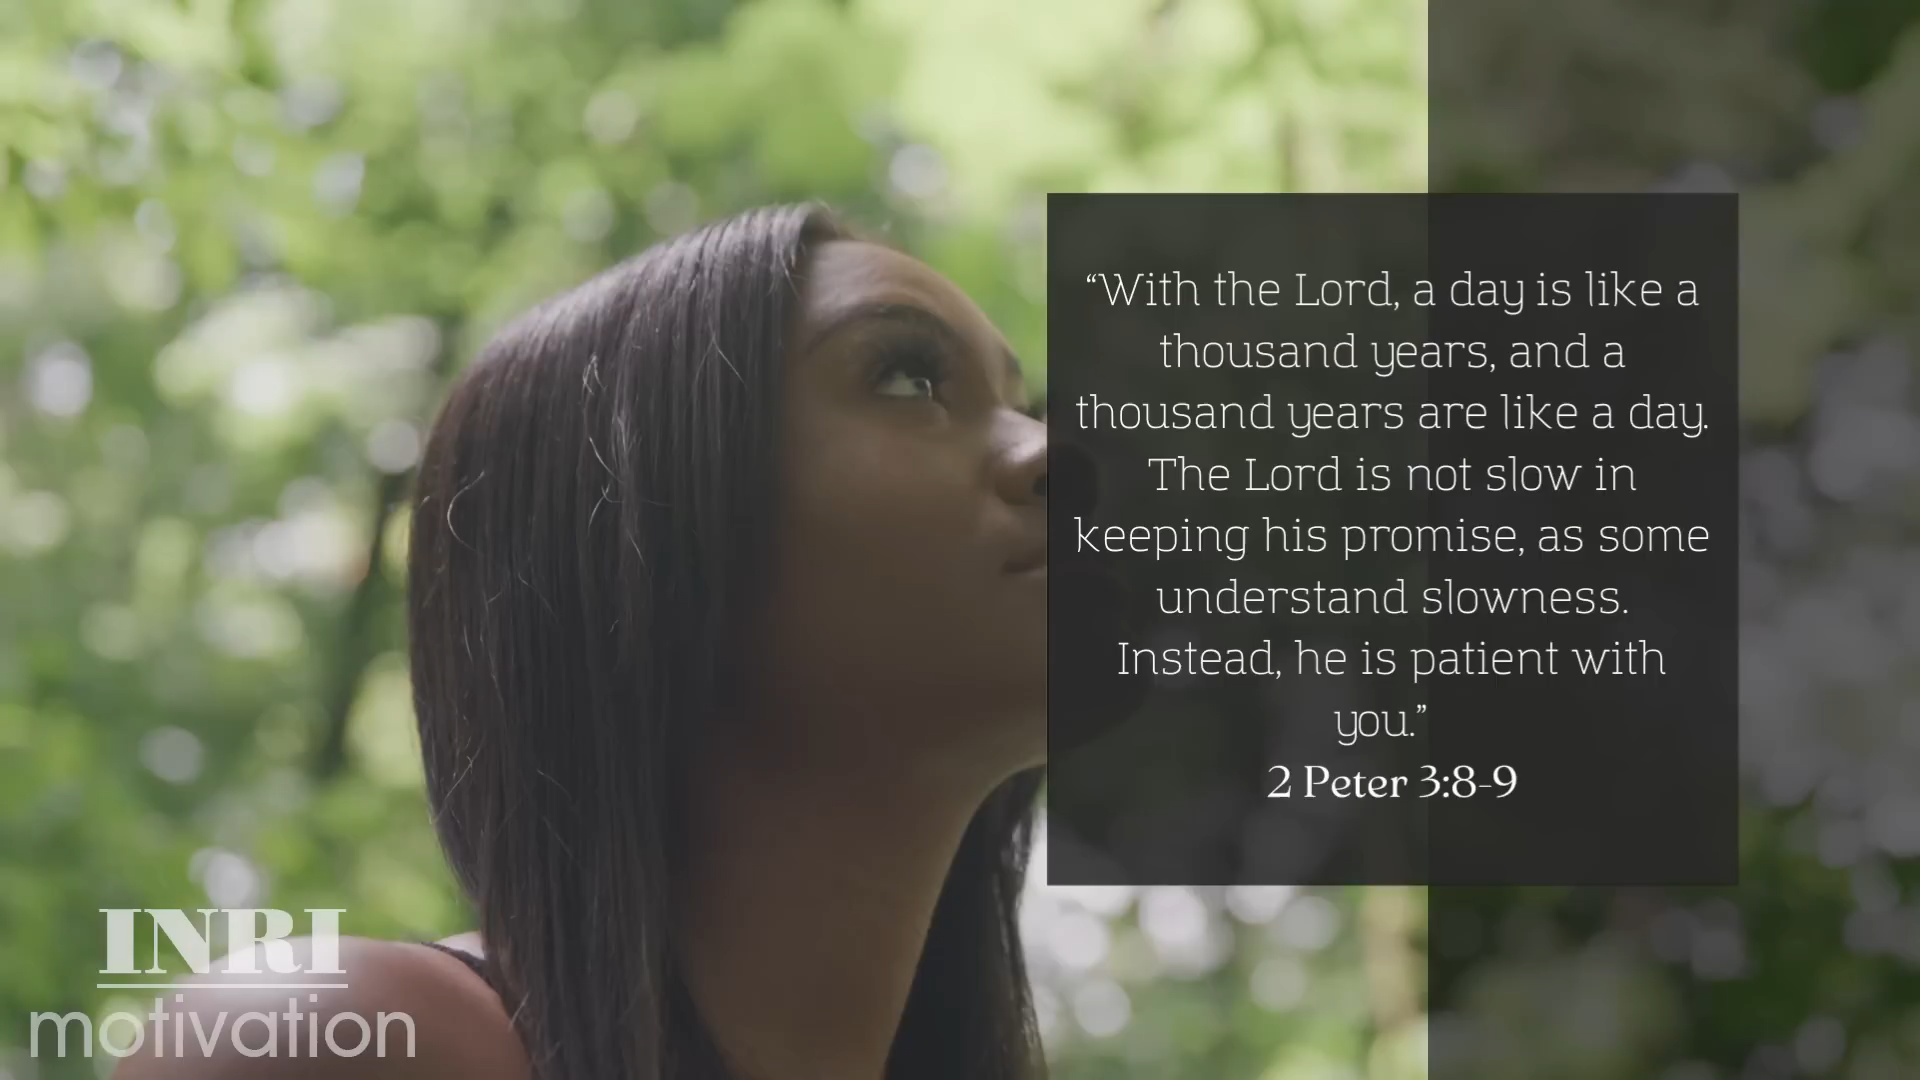 “With the Lord, a day is like a
thousand years, and a
thousand years are like a day.
The Lord is not slow in
keeping his promise, as some
understand slowness.
Instead, he is patient with
you.”
2 Peter 3:8-9
INRI
motivation